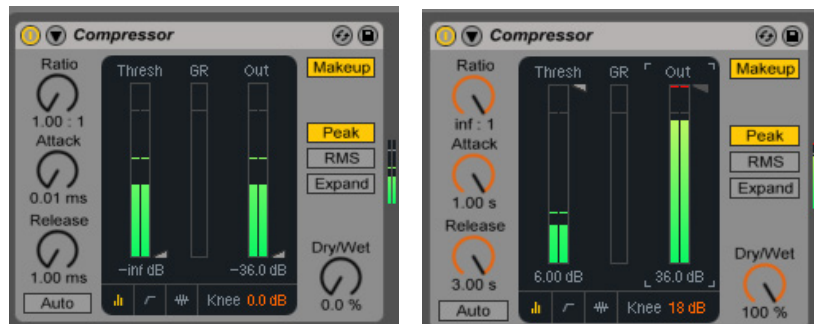 Compressor
Ratio
Thresh GR Out
Makeup
1.00 : 1
Attack
Peak
RMS
0.01 ms
Expand
Release
Dry/Wet
1.00 ms
-inf dB -36.0 dB
Auto
Knee 0.0 dB
0.0 %
Compressor
Ratio
Thresh GR Out
Makeup
inf : 1
Attack
Peak
RMS
1.00 s
Expand
Release
Dry/Wet
3.00 s
6.00 dB 36.0 dB
Auto
Knee 18 dB
100 %